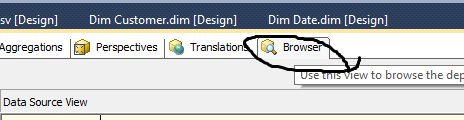 sv [Design] Dim Customer.dim [Design] Dim Date.dim [Design]
Aggregations Perspectives Translations Browser
Use this view to browse the dep
Data Source View